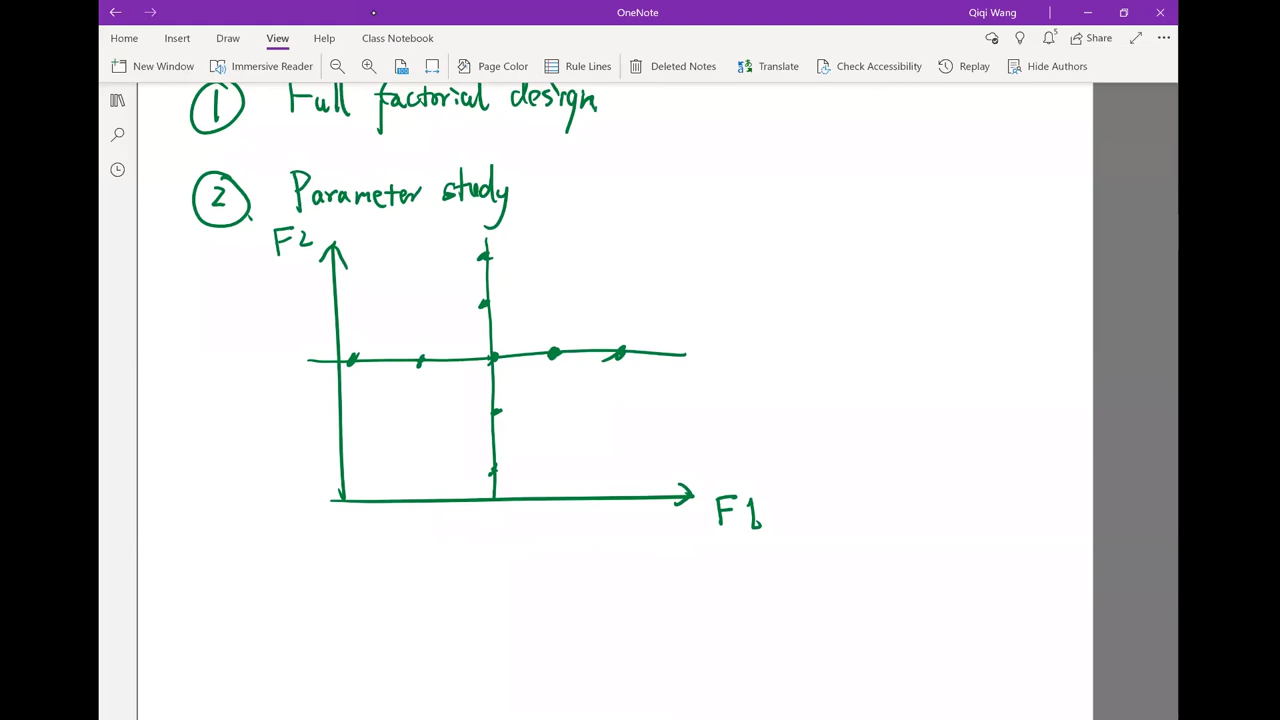 OneNote
Qiqi Wang
Home Insert Draw View Help Class Notebook
5
Share
New Window Immersive Reader Page Color Rule Lines Deleted Notes Translate Check Accessibility Replay Hide Authors
1 Full factorial design
2 Parameter study
F2
F1